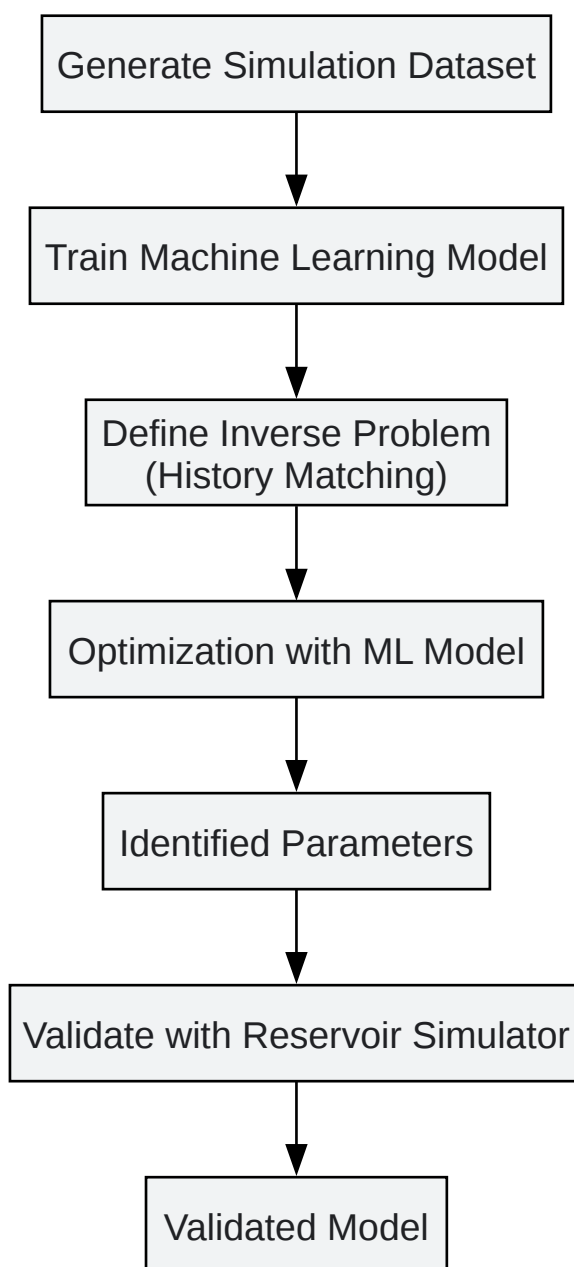 Generate Simulation Dataset
Train Machine Learning Model
Define Inverse Problem
(History Matching)
Optimization with ML Model
Identified Parameters
Validate with Reservoir Simulator
Validated Model